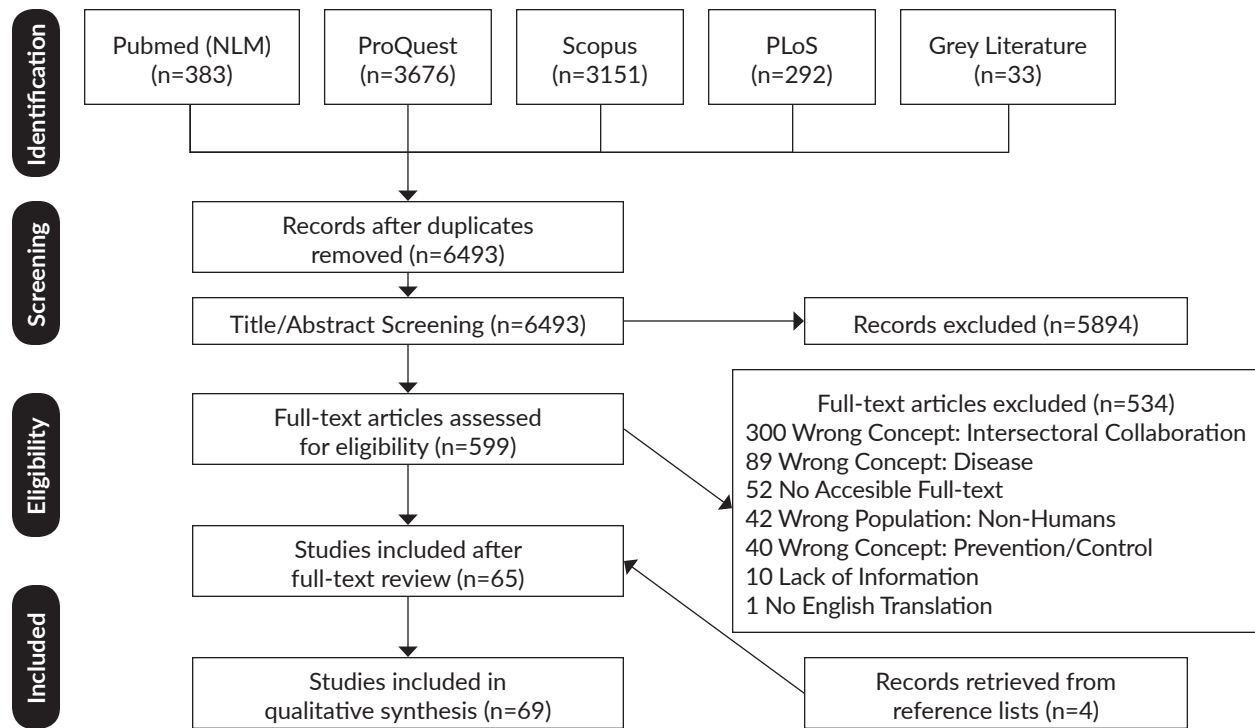 Identification
Pubmed (NLM)
(n=383)
ProQuest
(n=3676)
Scopus
(n=3151)
PLoS
(n=292)
Grey Literature
(n=33)
Screening
Records after duplicates
removed (n=6493)
Title/Abstract Screening (n=6493)
Records excluded (n=5894)
Eligibility
Full-text articles assessed
for eligibility (n=599)
Full-text articles excluded (n=534)
300 Wrong Concept: Intersectoral Collaboration
89 Wrong Concept: Disease
52 No Accesible Full-text
42 Wrong Population: Non-Humans
40 Wrong Concept: Prevention/Control
10 Lack of Information
1 No English Translation
Studies included after
full-text review (n=65)
Included
Studies included in
qualitative synthesis (n=69)
Records retrieved from
reference lists (n=4)